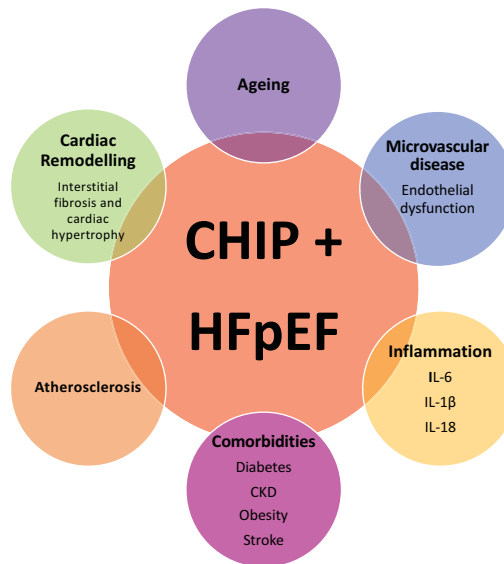 Ageing
Cardiac
Remodelling
Interstitial
fibrosis and
cardiac
hypertrophy
Microvascular
disease
Endothelial
dysfunction
CHIP +
HFpEF
Atherosclerosis
Inflammation
IL-6
IL-1β
IL-18
Comorbidities
Diabetes
CKD
Obesity
Stroke